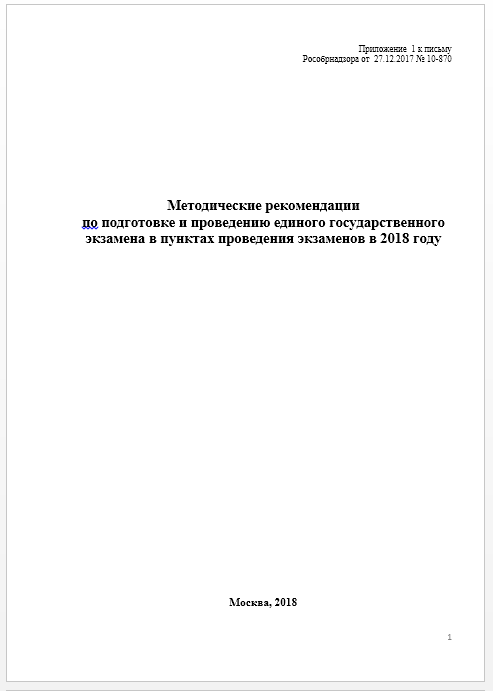 Приложение 1 к письму
Рособрнадзора от 27.12.2017 № 10-870
Методические рекомендации
по подготовке и проведению единого государственного
экзамена в пунктах проведения экзаменов в 2018 году
Москва, 2018
1